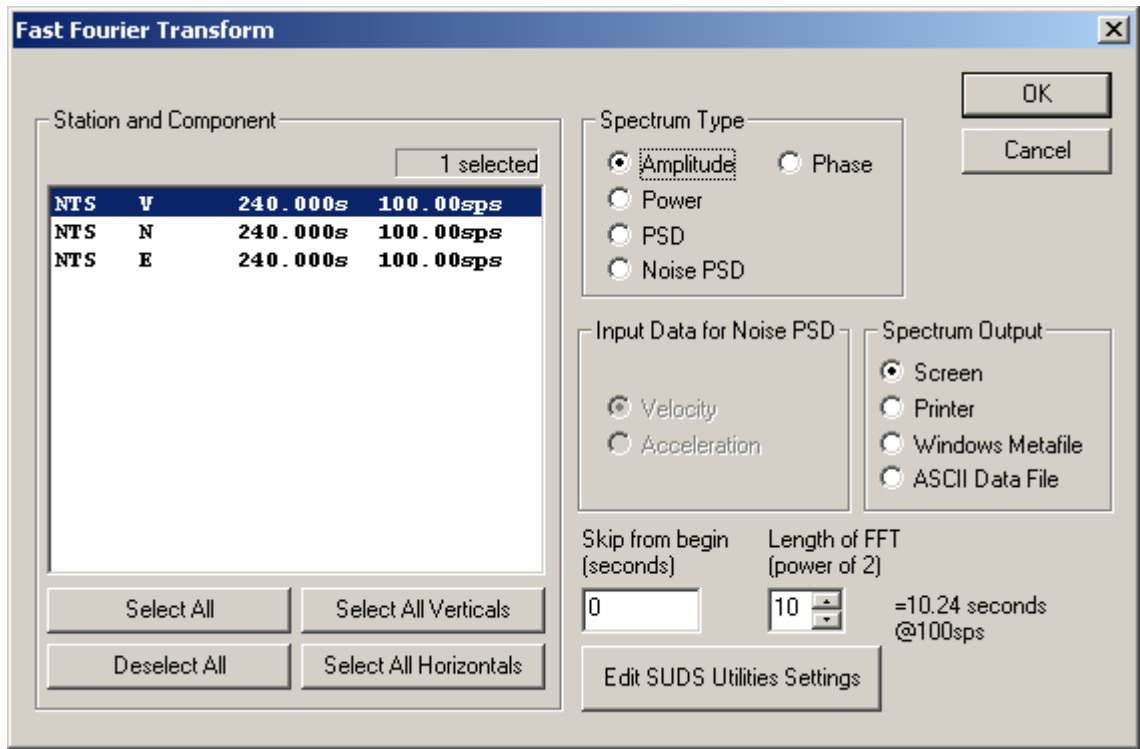 Fast Fourier Transform
Station and Component
1 selected
NTS V 240.000s 100.00sps
NTS N 240.000s 100.00sps
NTS E 240.000s 100.00sps
Select All
Select All Verticals
Deselect All
Select All Horizontals
Spectrum Type
Amplitude
Phase
Power
PSD
Noise PSD
OK
Cancel
Input Data for Noise PSD
Velocity
Acceleration
Spectrum Output
Screen
Printer
Windows Metafile
ASCII Data File
Skip from begin
(seconds)
0
Length of FFT
(power of 2)
10
=10.24 seconds
@100sps
Edit SUDS Utilities Settings